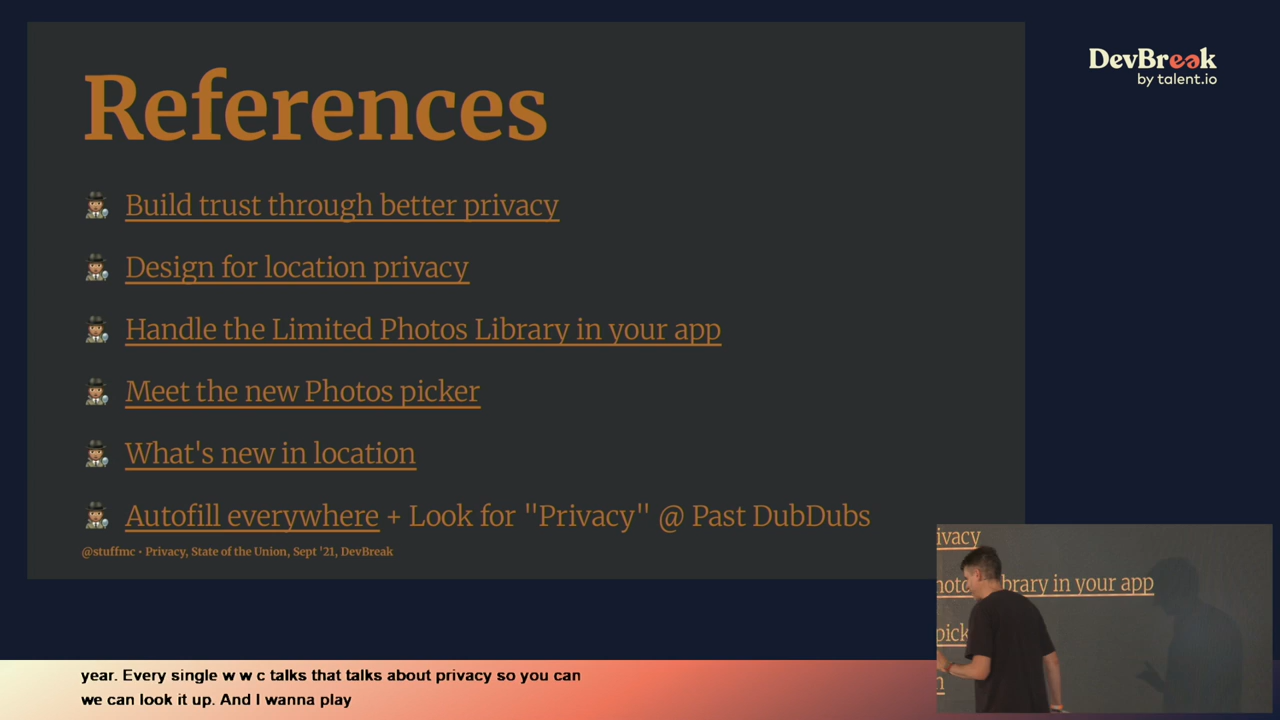 References
DevBreak
by talent.io
Build trust through better privacy
Design for location privacy
Handle the Limited Photos Library in your app
Meet the new Photos picker
What's new in location
Autofill everywhere + Look for "Privacy" @ Past DubDubs
@stuffmc • Privacy, State of the Union, Sept '21, DevBreak
ivacy
brary in your app
pick
n
year. Every single w w c talks that talks about privacy so you can
we can look it up. And I wanna play